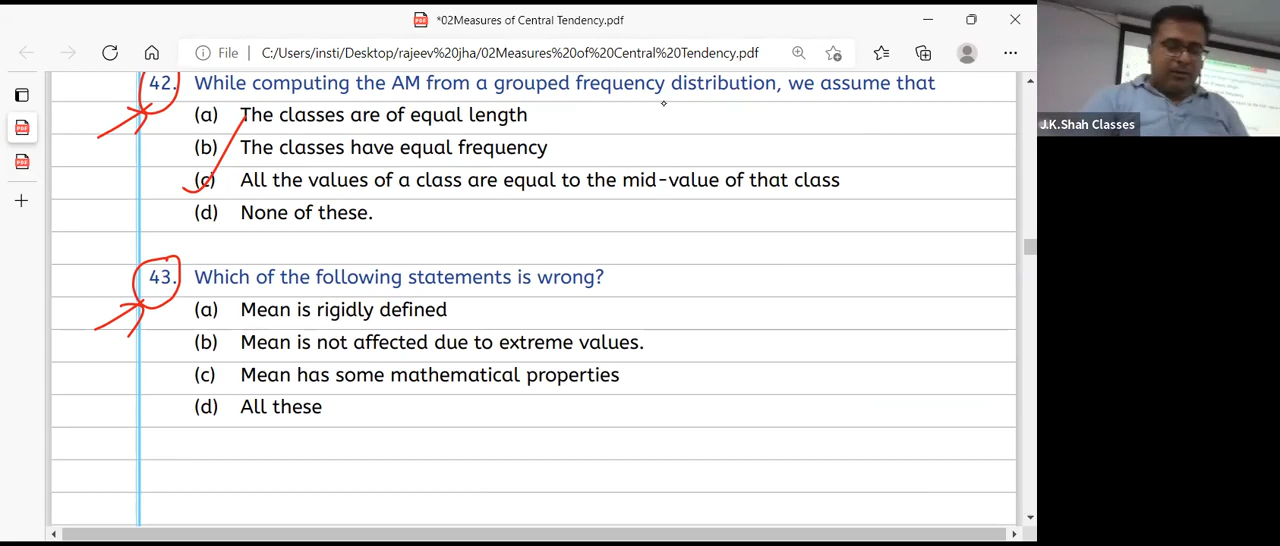 *02Measures of Central Tendency.pdf
File C:/Users/insti/Desktop/rajeev%20jha/02Measures%20of%20Central%20Tendency.pdf
42. While computing the AM from a grouped frequency distribution, we assume that
(a) The classes are of equal length
(b) The classes have equal frequency
(c) All the values of a class are equal to the mid-value of that class
(d) None of these.
43. Which of the following statements is wrong?
(a) Mean is rigidly defined
(b) Mean is not affected due to extreme values.
(c) Mean has some mathematical properties
(d) All these
J.K.Shah Classes